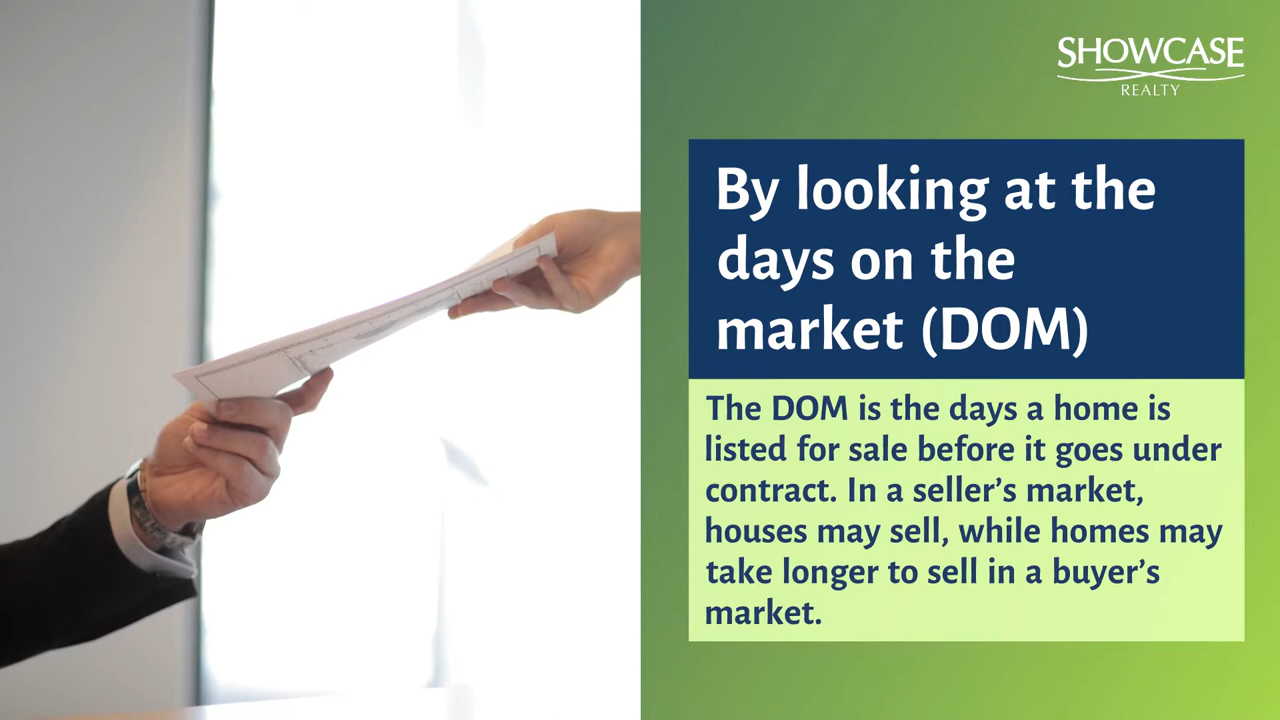 SHOWCASE
REALTY
By looking at the
days on the
market (DOM)
The DOM is the days a home is
listed for sale before it goes under
contract. In a seller’s market,
houses may sell, while homes may
take longer to sell in a buyer’s
market.